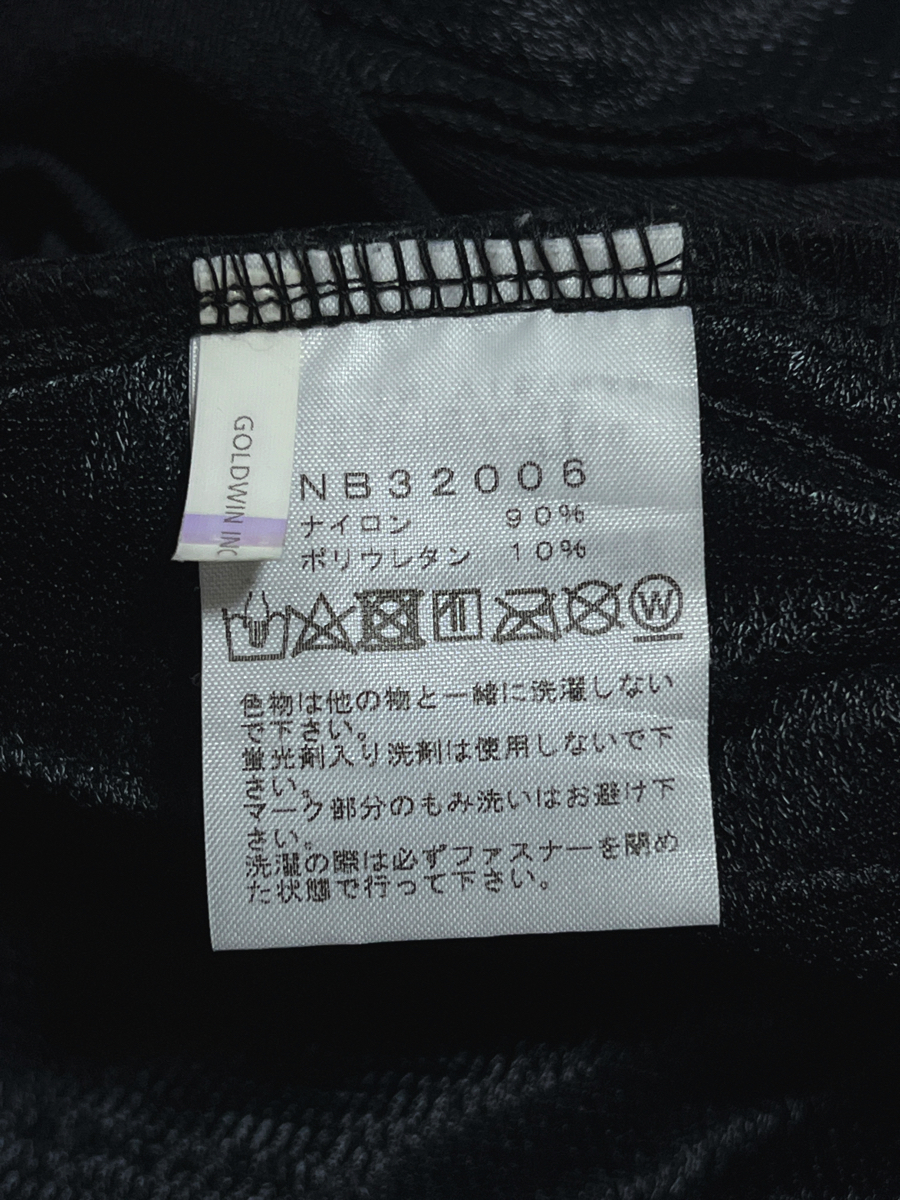 GOLDWIN INC
NB32006
ナイロン 90%
ポリウレタン 10%
W
色物は他の物と一緒に洗濯しない
で下さい。
蛍光剤入り洗剤は使用しないで下
さい。
マーク部分のもみ洗いはお避け下
さい。
洗濯の際は必ずファスナーを閉め
た状態で行って下さい。